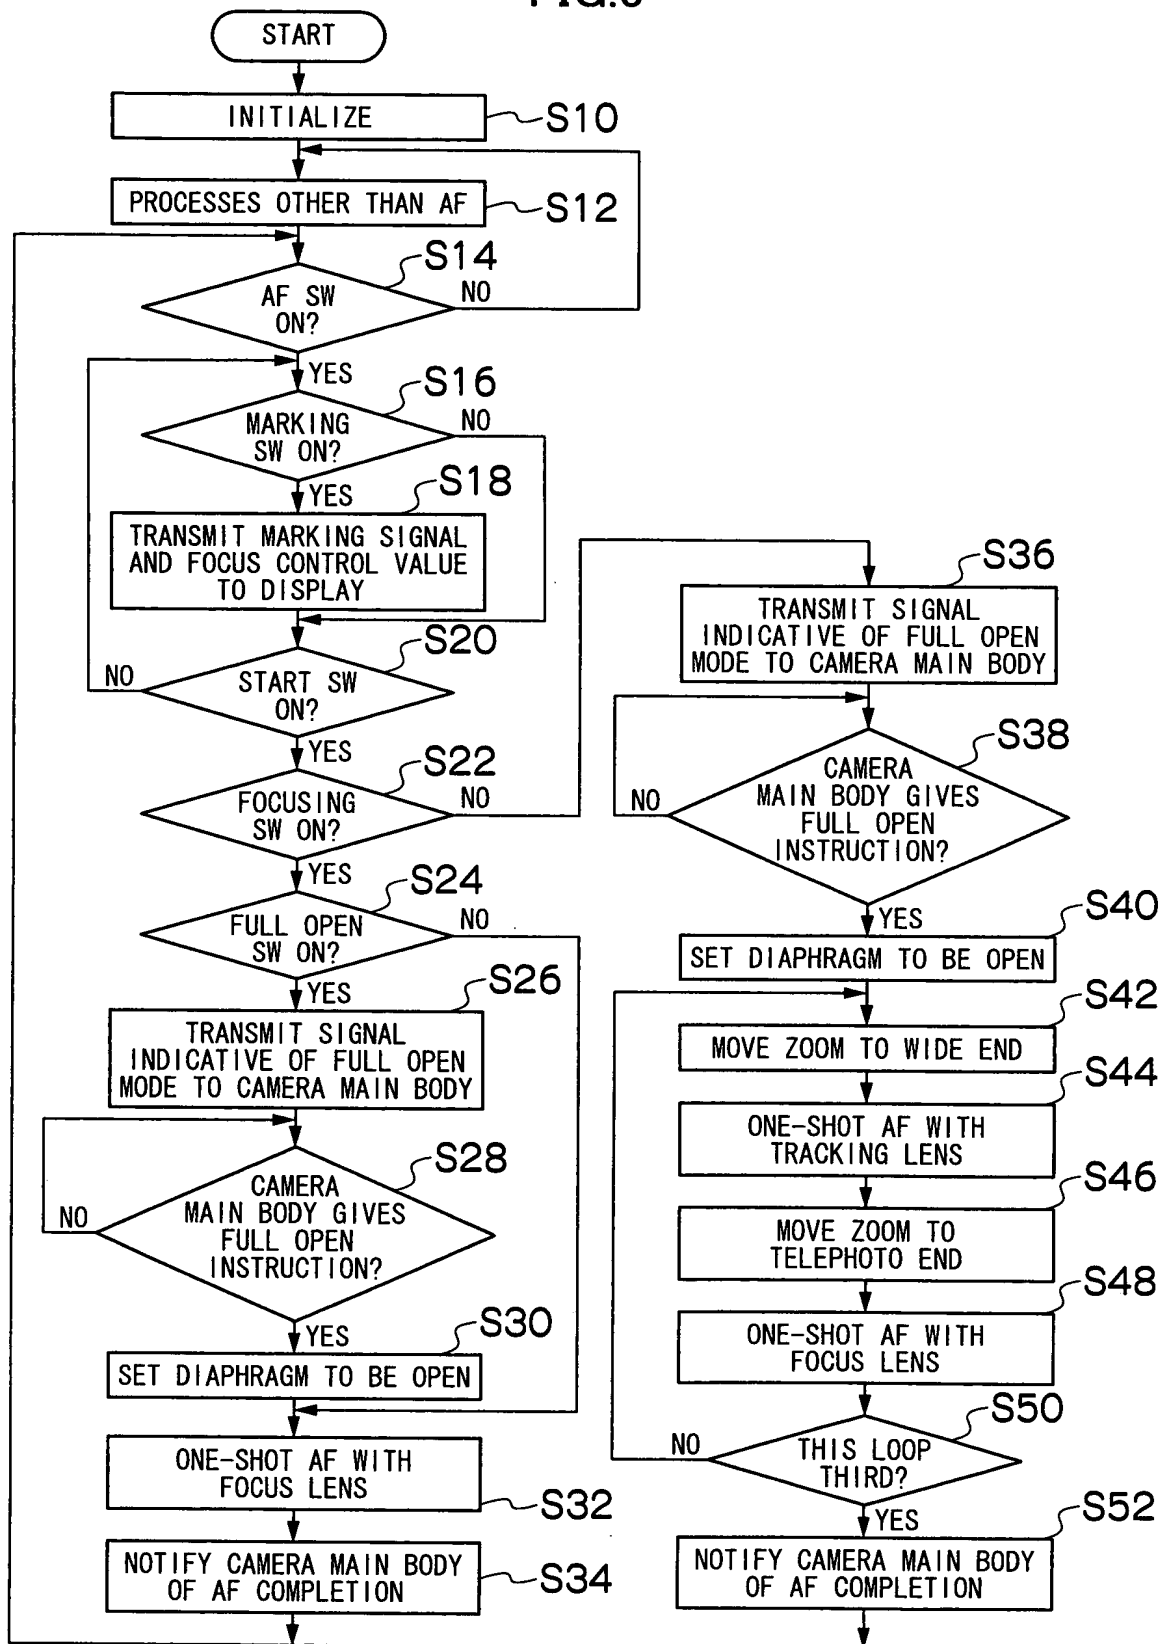 START
INITIALIZE
S10
PROCESSES OTHER THAN AF
S12
S14
AF SW
ON?
NO
YES
S16
MARKING
SW ON?
NO
YES
S18
TRANSMIT MARKING SIGNAL
AND FOCUS CONTROL VALUE
TO DISPLAY
S20
START SW
ON?
NO
YES
S22
FOCUSING
SW ON?
NO
YES
S24
FULL OPEN
SW ON?
NO
YES
S26
TRANSMIT SIGNAL
INDICATIVE OF FULL OPEN
MODE TO CAMERA MAIN BODY
S28
CAMERA
MAIN BODY GIVES
FULL OPEN
INSTRUCTION?
NO
YES
S30
SET DIAPHRAGM TO BE OPEN
ONE-SHOT AF WITH
FOCUS LENS
S32
NOTIFY CAMERA MAIN BODY
OF AF COMPLETION
S34
S36
TRANSMIT SIGNAL
INDICATIVE OF FULL OPEN
MODE TO CAMERA MAIN BODY
S38
CAMERA
MAIN BODY GIVES
FULL OPEN
INSTRUCTION?
NO
YES
S40
SET DIAPHRAGM TO BE OPEN
S42
MOVE ZOOM TO WIDE END
S44
ONE-SHOT AF WITH
TRACKING LENS
S46
MOVE ZOOM TO
TELEPHOTO END
S48
ONE-SHOT AF WITH
FOCUS LENS
S50
THIS LOOP
THIRD?
NO
YES
S52
NOTIFY CAMERA MAIN BODY
OF AF COMPLETION